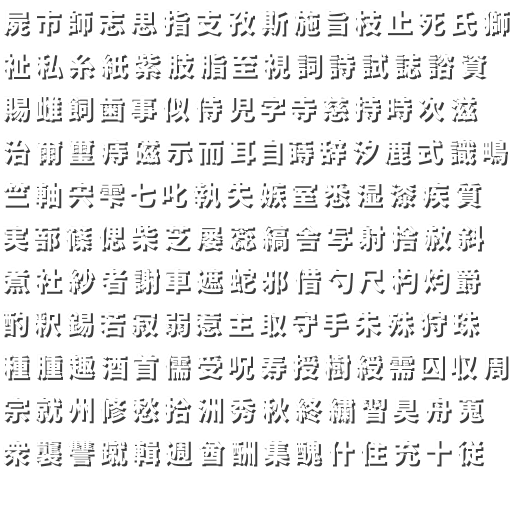 屍市師志思指支孜斯施旨枝止死氏獅
祉私糸紙紫肢脂至視詞詩試誌諮資
賜雌飼歯事似侍児字寺慈持時次滋
治爾璽痔磁示而耳自蒔辞汐鹿式識鴫
竺軸宍雫七叱執失嫉室悉湿漆疾質
実蔀篠偲柴芝屡蕊縞舎写射捨赦斜
煮社紗者謝車遮蛇邪借勺尺杓灼爵
酌釈錫若寂弱惹主取守手朱殊狩珠
種腫趣酒首儒受呪寿授樹綬需囚収周
宗就州修愁拾洲秀秋終繍習臭舟蒐
衆襲讐蹴輯週酋酬集醜什住充十従